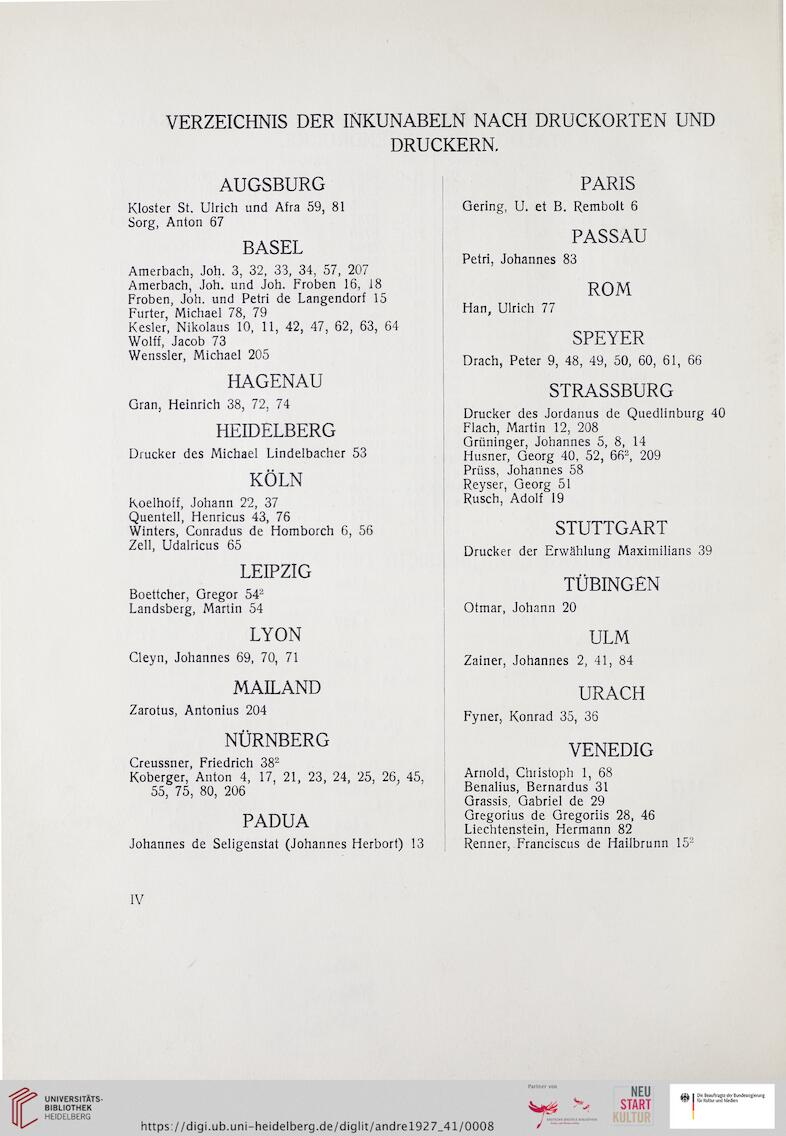 VERZEICHNIS DER INKUNABELN NACH DRUCKORTEN UND
DRUCKERN.
AUGSBURG
Kloster St. Ulrich und Afra 59, 81
Sorg, Anton 67
BASEL
Amerbach, Joh. 3, 32, 33, 34, 57, 207
Amerbach, Joh. und Joh. Froben 16, 18
Froben, Joh. und Petri de Langendorf 15
Furter, Michael 78, 79
Kesler, Nikolaus 10, 11, 42, 47, 62, 63, 64
Wolff, Jacob 73
Wenssler, Michael 205
HAGENAU
Gran, Heinrich 38, 72, 74
HEIDELBERG
Drucker des Michael Lindelbacher 53
KÖLN
Koelhoff, Johann 22, 37
Quentell, Henricus 43, 76
Winters, Conradus de Homborch 6, 56
Zell, Udalricus 65
LEIPZIG
Boettcher, Gregor 54²
Landsberg, Martin 54
LYON
Cleyn, Johannes 69, 70, 71
MAILAND
Zarotus, Antonius 204
NÜRNBERG
Creussner, Friedrich 38²
Koberger, Anton 4, 17, 21, 23, 24, 25, 26, 45,
55, 75, 80, 206
PADUA
Johannes de Seligenstat (Johannes Herbort) 13
PARIS
Gering, U. et B. Rembolt 6
PASSAU
Petri, Johannes 83
ROM
Han, Ulrich 77
SPEYER
Drach, Peter 9, 48, 49, 50, 60, 61, 66
STRASSBURG
Drucker des Jordanus de Quedlinburg 40
Flach, Martin 12, 208
Grüninger, Johannes 5, 8, 14
Husner, Georg 40, 52, 66², 209
Prüss, Johannes 58
Reyser, Georg 51
Rusch, Adolf 19
STUTTGART
Drucker der Erwählung Maximilians 39
TÜBINGEN
Otmar, Johann 20
ULM
Zainer, Johannes 2, 41, 84
URACH
Fyner, Konrad 35, 36
VENEDIG
Arnold, Christoph 1, 68
Benalius, Bernardus 31
Grassis, Gabriel de 29
Gregorius de Gregoriis 28, 46
Liechtenstein, Hermann 82
Renner, Franciscus de Hailbrunn 15²
IV
UNIVERSITÄTS-
BIBLIOTHEK
HEIDELBERG
https://digi.ub.uni-heidelberg.de/diglit/andre1927_41/0008
Partner von
NEU
START
KULTUR
Die Beauftragte der Bundesregierung
für Kultur und Medien